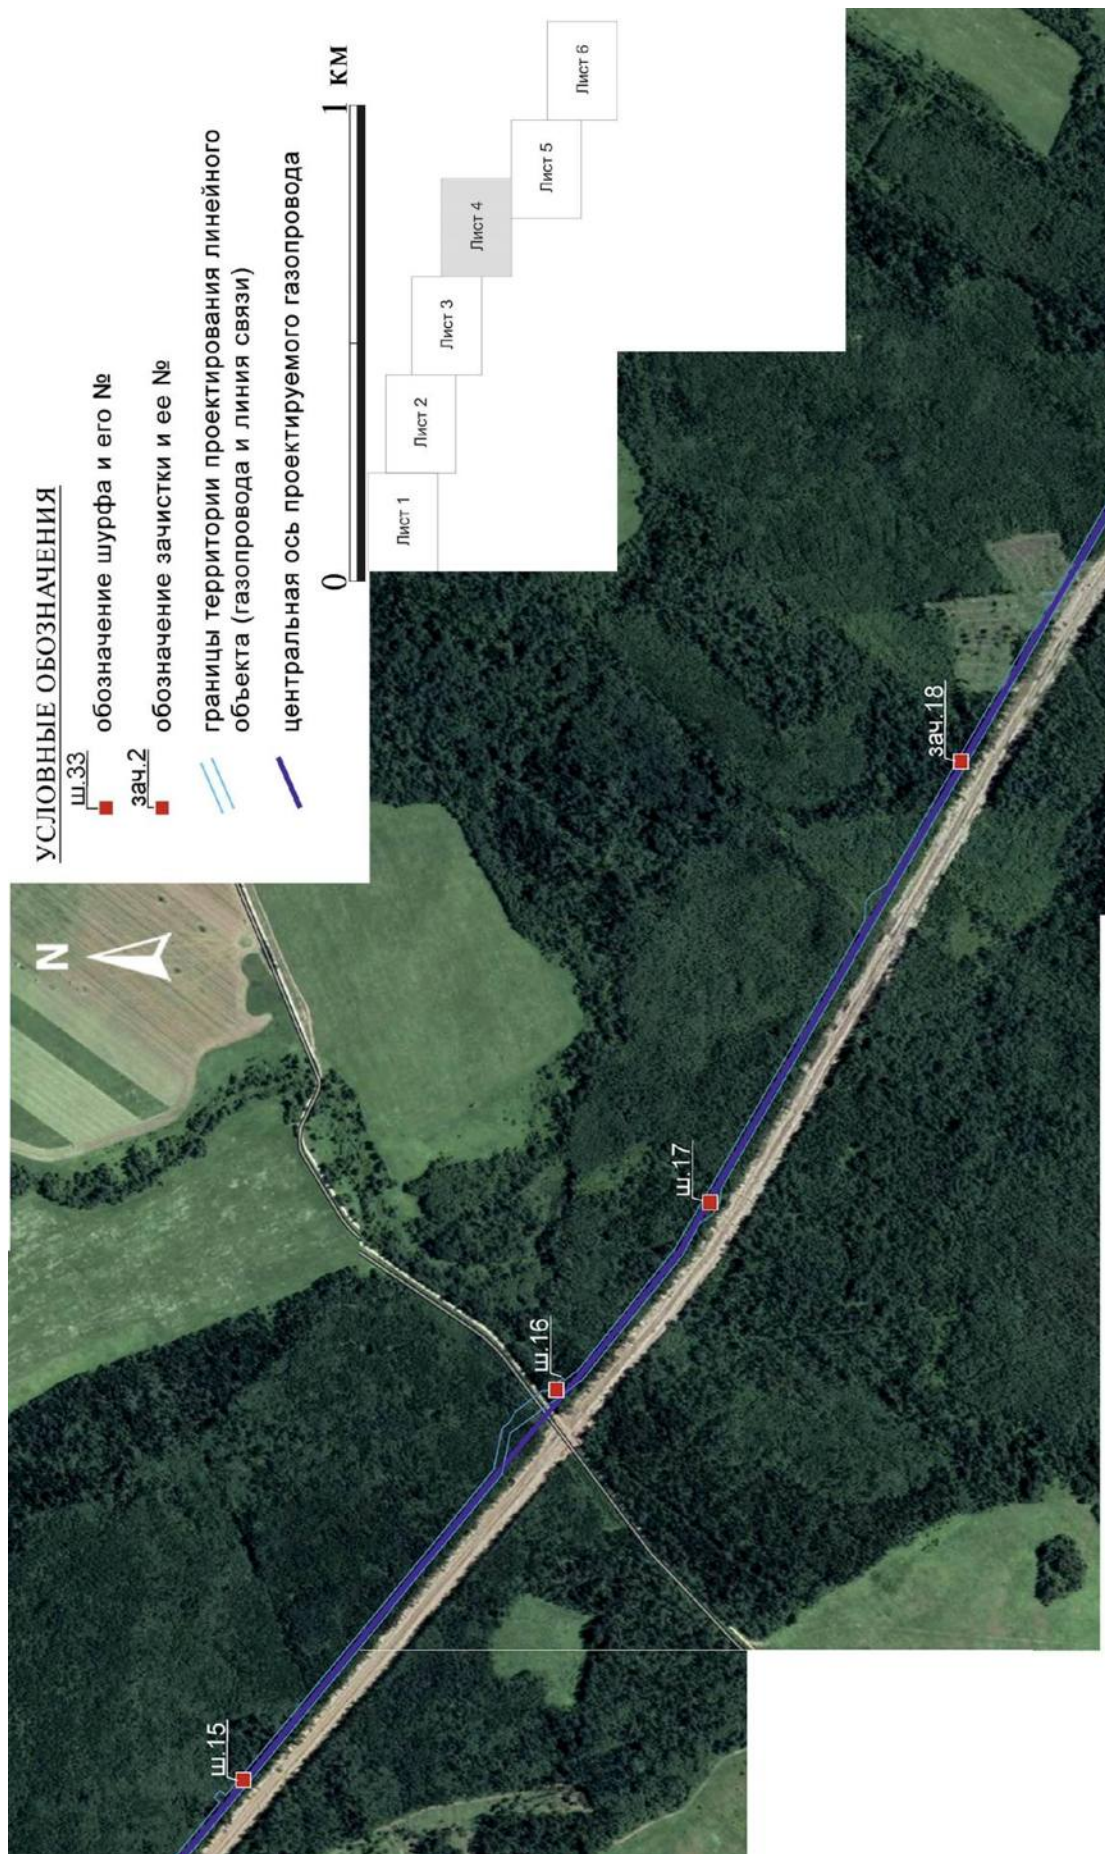 УСЛОВНЫЕ ОБОЗНАЧЕНИЯ
ш.33
обозначение шурфа и его №
зач.2
обозначение зачистки и ее №
границы территории проектирования линейного
объекта (газопровода и линия связи)
центральная ось проектируемого газопровода
0
1 км
Лист 1
Лист 2
Лист 3
Лист 4
Лист 5
Лист 6
N
ш.15
ш.16
ш.17
зач.18